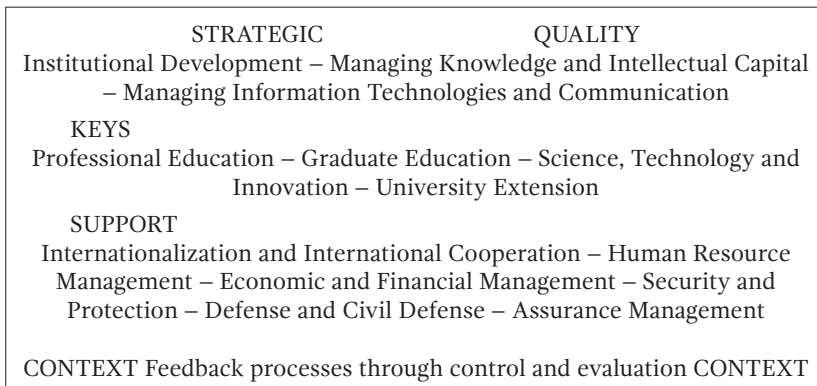 STRATEGIC QUALITY
Institutional Development – Managing Knowledge and Intellectual Capital
– Managing Information Technologies and Communication
KEYS
Professional Education – Graduate Education – Science, Technology and
Innovation – University Extension
SUPPORT
Internationalization and International Cooperation – Human Resource
Management – Economic and Financial Management – Security and
Protection – Defense and Civil Defense – Assurance Management
CONTEXT Feedback processes through control and evaluation CONTEXT